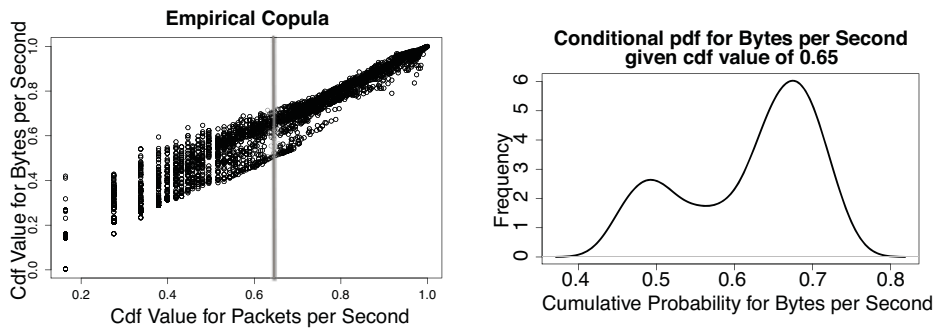 Empirical Copula
Cdf Value for Bytes per Second
0.0 0.2 0.4 0.6 0.8 1.0
0.2 0.4 0.6 0.8 1.0
Cdf Value for Packets per Second
Conditional pdf for Bytes per Second
given cdf value of 0.65
Frequency
0 1 2 3 4 5 6
0.4 0.5 0.6 0.7 0.8
Cumulative Probability for Bytes per Second